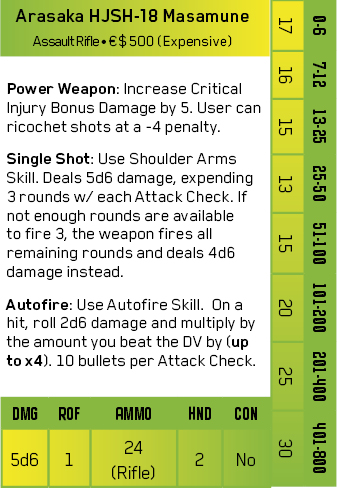 Arasaka HJSH-18 Masamune
Assault Rifle • €$ 500 (Expensive)
Power Weapon: Increase Critical
Injury Bonus Damage by 5. User can
ricochet shots at a -4 penalty.
Single Shot: Use Shoulder Arms
Skill. Deals 5d6 damage, expending
3 rounds w/ each Attack Check. If
not enough rounds are available
to fire 3, the weapon fires all
remaining rounds and deals 4d6
damage instead.
Autofire: Use Autofire Skill.  On a
hit, roll 2d6 damage and multiply by
the amount you beat the DV by (up
to x4). 10 bullets per Attack Check.
DMG ROF AMMO HND CON
5d6 1 24 2 No
(Rifle)
17 0-6
16 7-12
15 13-25
13 25-50
15 51-100
20 101-200
25 201-400
30 401-800